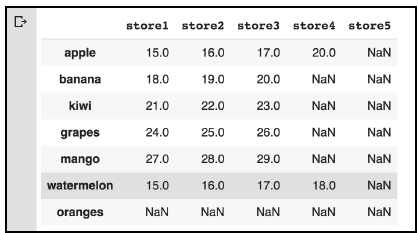 store1 store2 store3 store4 store5
apple 15.0 16.0 17.0 20.0 NaN
banana 18.0 19.0 20.0 NaN NaN
kiwi 21.0 22.0 23.0 NaN NaN
grapes 24.0 25.0 26.0 NaN NaN
mango 27.0 28.0 29.0 NaN NaN
watermelon 15.0 16.0 17.0 18.0 NaN
oranges NaN NaN NaN NaN NaN